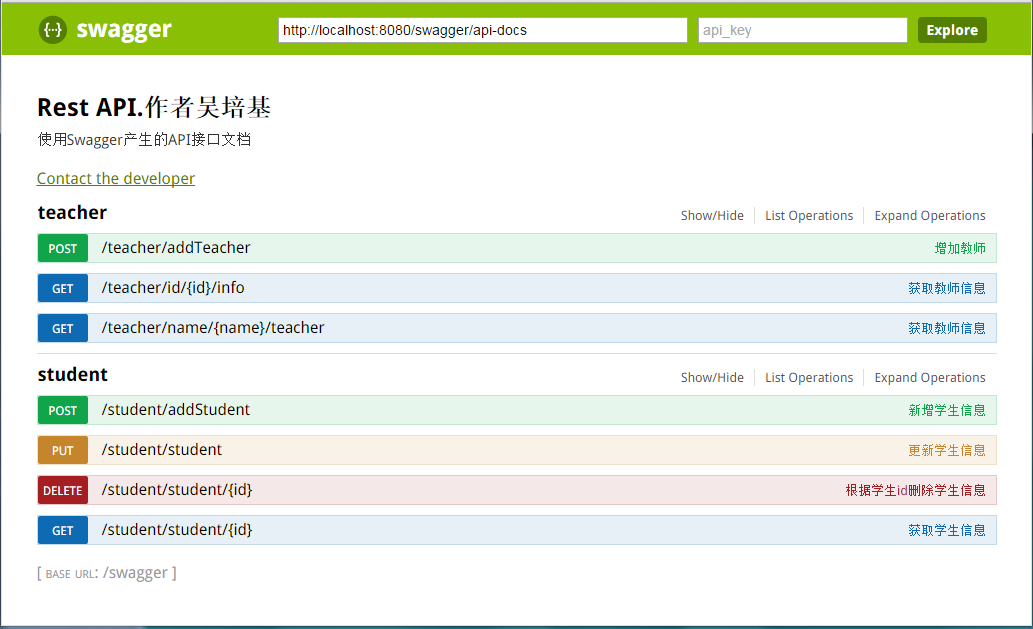 {··} swagger http://localhost:8080/swagger/api-docs api_key Explore
Rest API.作者吴培基
使用Swagger产生的API接口文档
Contact the developer
teacher Show/Hide List Operations Expand Operations
POST /teacher/addTeacher 增加教师
GET /teacher/id/{id}/info 获取教师信息
GET /teacher/name/{name}/teacher 获取教师信息
student Show/Hide List Operations Expand Operations
POST /student/addStudent 新增学生信息
PUT /student/student 更新学生信息
DELETE /student/student/{id} 根据学生id删除学生信息
GET /student/student/{id} 获取学生信息
[ BASE URL: /swagger ]